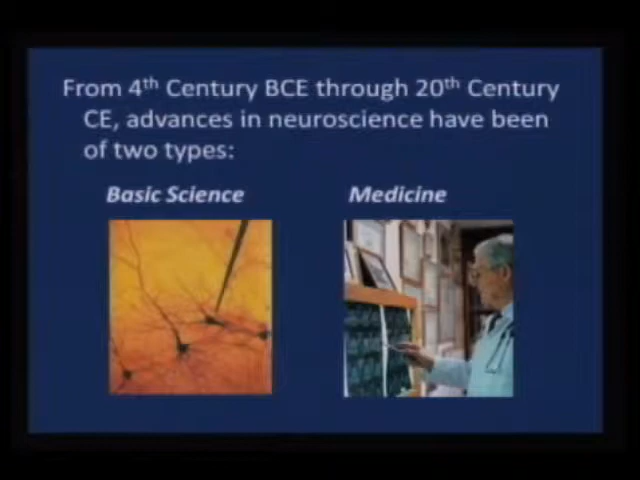 From 4th Century BCE through 20th Century
CE, advances in neuroscience have been
of two types:
Basic Science
Medicine